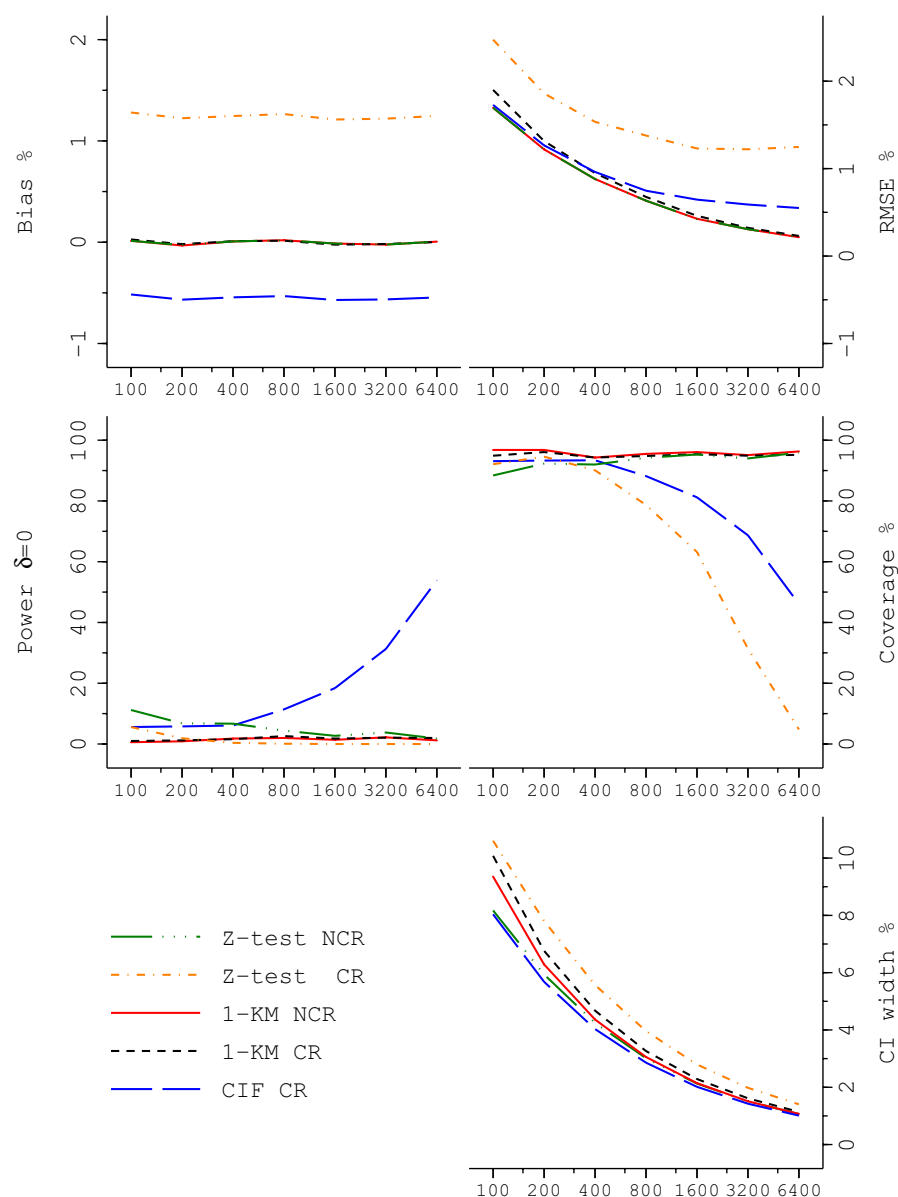 Bias %
2
1
0
−1
100 200 400 800 1600 3200 6400
RMSE %
2
1
0
−1
100 200 400 800 1600 3200 6400
Power δ=0
100
80
60
40
20
0
100 200 400 800 1600 3200 6400
Coverage %
100
80
60
40
20
0
100 200 400 800 1600 3200 6400
Z−test NCR
Z−test CR
1−KM NCR
1−KM CR
CIF CR
CI width %
10
8
6
4
2
0
100 200 400 800 1600 3200 6400